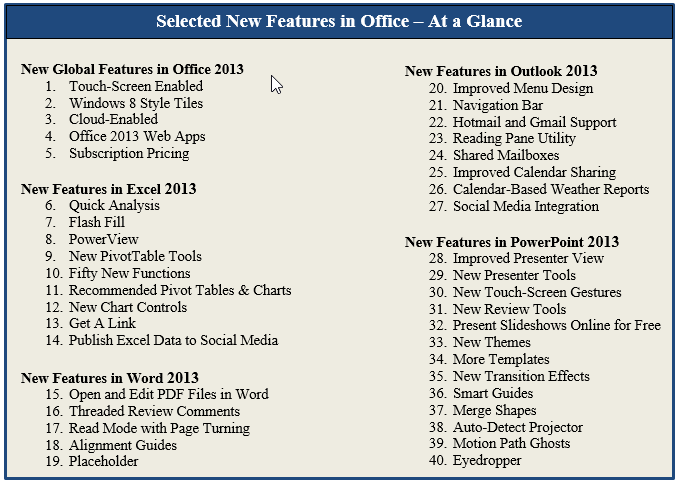 Selected New Features in Office – At a Glance
New Global Features in Office 2013
1. Touch-Screen Enabled
2. Windows 8 Style Tiles
3. Cloud-Enabled
4. Office 2013 Web Apps
5. Subscription Pricing
New Features in Excel 2013
6. Quick Analysis
7. Flash Fill
8. PowerView
9. New PivotTable Tools
10. Fifty New Functions
11. Recommended Pivot Tables & Charts
12. New Chart Controls
13. Get A Link
14. Publish Excel Data to Social Media
New Features in Word 2013
15. Open and Edit PDF Files in Word
16. Threaded Review Comments
17. Read Mode with Page Turning
18. Alignment Guides
19. Placeholder
New Features in Outlook 2013
20. Improved Menu Design
21. Navigation Bar
22. Hotmail and Gmail Support
23. Reading Pane Utility
24. Shared Mailboxes
25. Improved Calendar Sharing
26. Calendar-Based Weather Reports
27. Social Media Integration
New Features in PowerPoint 2013
28. Improved Presenter View
29. New Presenter Tools
30. New Touch-Screen Gestures
31. New Review Tools
32. Present Slideshows Online for Free
33. New Themes
34. More Templates
35. New Transition Effects
36. Smart Guides
37. Merge Shapes
38. Auto-Detect Projector
39. Motion Path Ghosts
40. Eyedropper